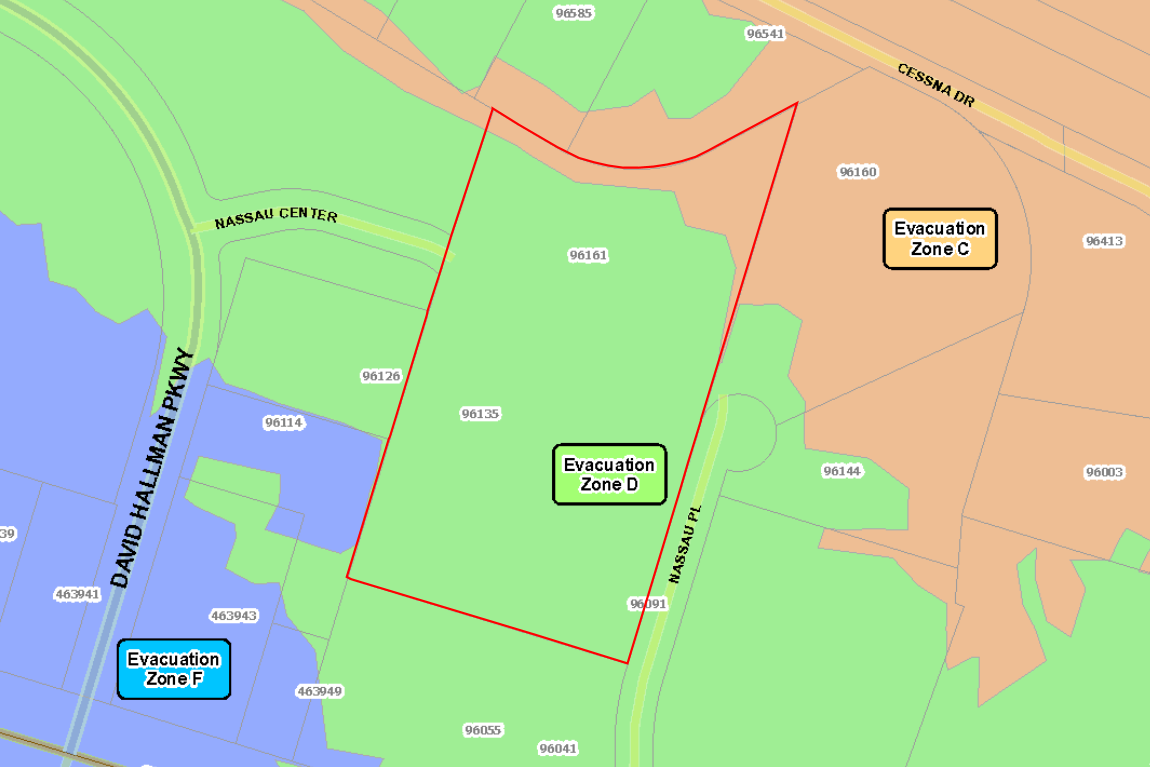 96585
96541
CESSNA DR
96160
NASSAU CENTER
Evacuation
Zone C
96413
96161
96126
96135
96114
DAVID HALLMAN PKWY
Evacuation
Zone D
96144
96003
39
NASSAU PL
463941
463943
96091
Evacuation
Zone F
463949
96055
96041